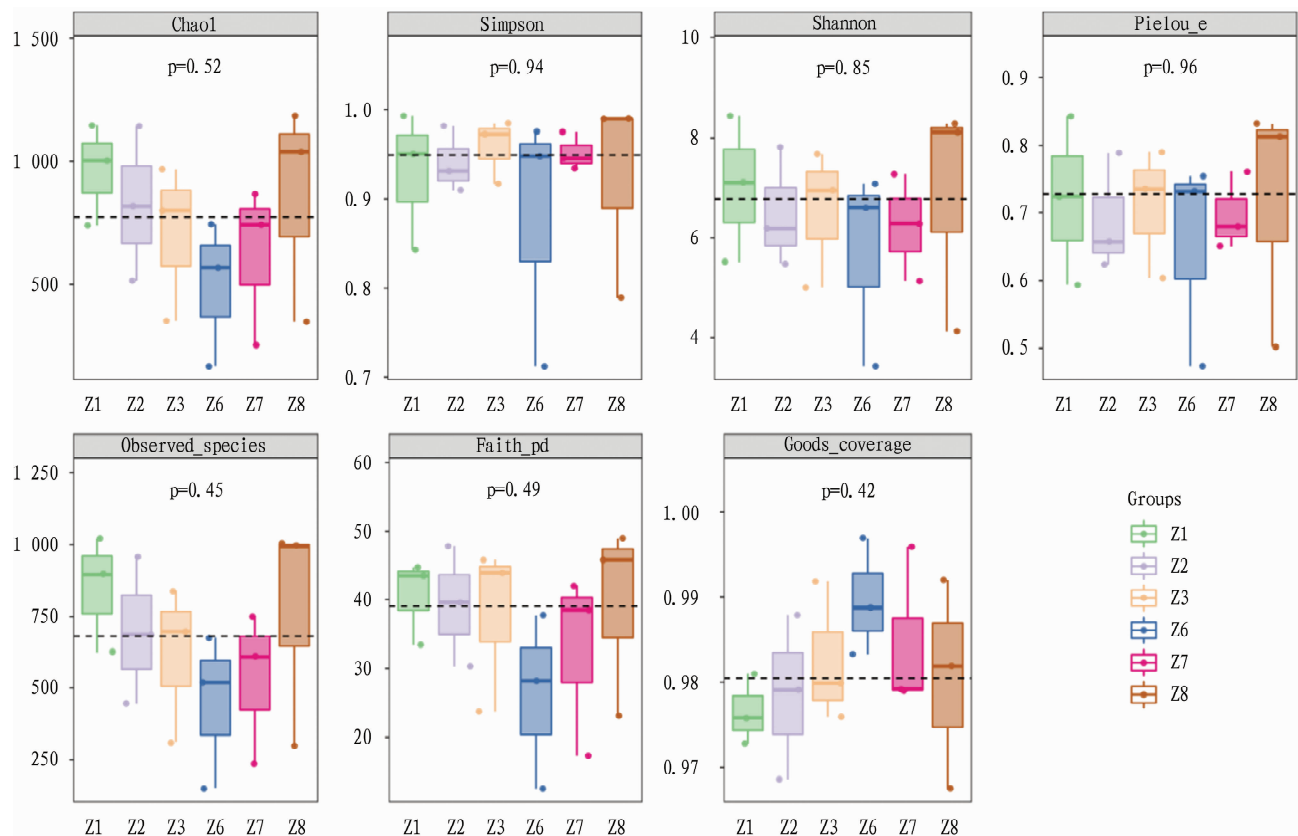 Chao1 Simpson Shannon Pielou_e
p=0.52 p=0.94 p=0.85 p=0.96
1 500
1 000
500
1.0
0.9
0.8
0.7
10
8
6
4
0.9
0.8
0.7
0.6
0.5
Z1 Z2 Z3 Z6 Z7 Z8 Z1 Z2 Z3 Z6 Z7 Z8 Z1 Z2 Z3 Z6 Z7 Z8 Z1 Z2 Z3 Z6 Z7 Z8
Observed_species Faith_pd Goods_coverage
p=0.45 p=0.49 p=0.42
1 250
1 000
750
500
250
60
50
40
30
20
1.00
0.99
0.98
0.97
Z1 Z2 Z3 Z6 Z7 Z8 Z1 Z2 Z3 Z6 Z7 Z8 Z1 Z2 Z3 Z6 Z7 Z8
Groups
Z1
Z2
Z3
Z6
Z7
Z8